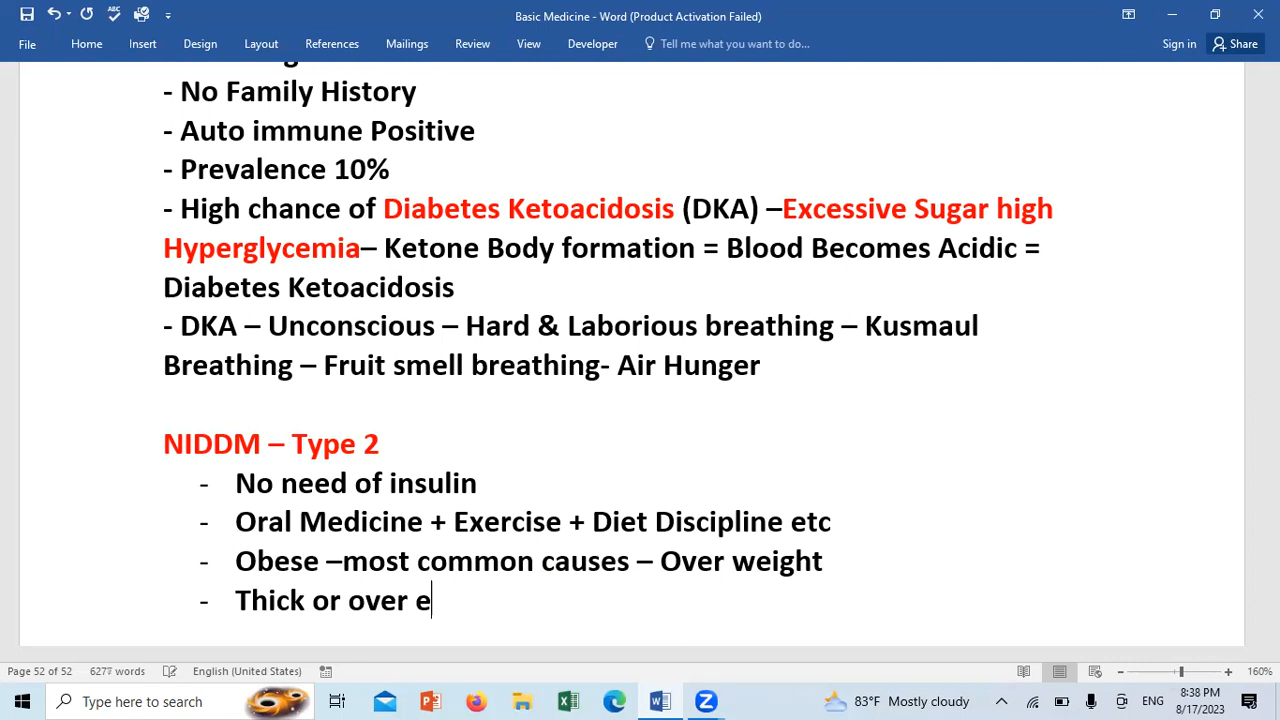 Basic Medicine - Word (Product Activation Failed)
File Home Insert Design Layout References Mailings Review View Developer Tell me what you want to do... Sign in Share
- No Family History
- Auto immune Positive
- Prevalence 10%
- High chance of Diabetes Ketoacidosis (DKA) –Excessive Sugar high
Hyperglycemia– Ketone Body formation = Blood Becomes Acidic =
Diabetes Ketoacidosis
- DKA – Unconscious – Hard & Laborious breathing – Kusmaul
Breathing – Fruit smell breathing- Air Hunger
NIDDM – Type 2
- No need of insulin
- Oral Medicine + Exercise + Diet Discipline etc
- Obese –most common causes – Over weight
- Thick or over e
Page 52 of 52 words English (United States) 160%
Type here to search 83°F Mostly cloudy ENG 8:38 PM
8/17/2023